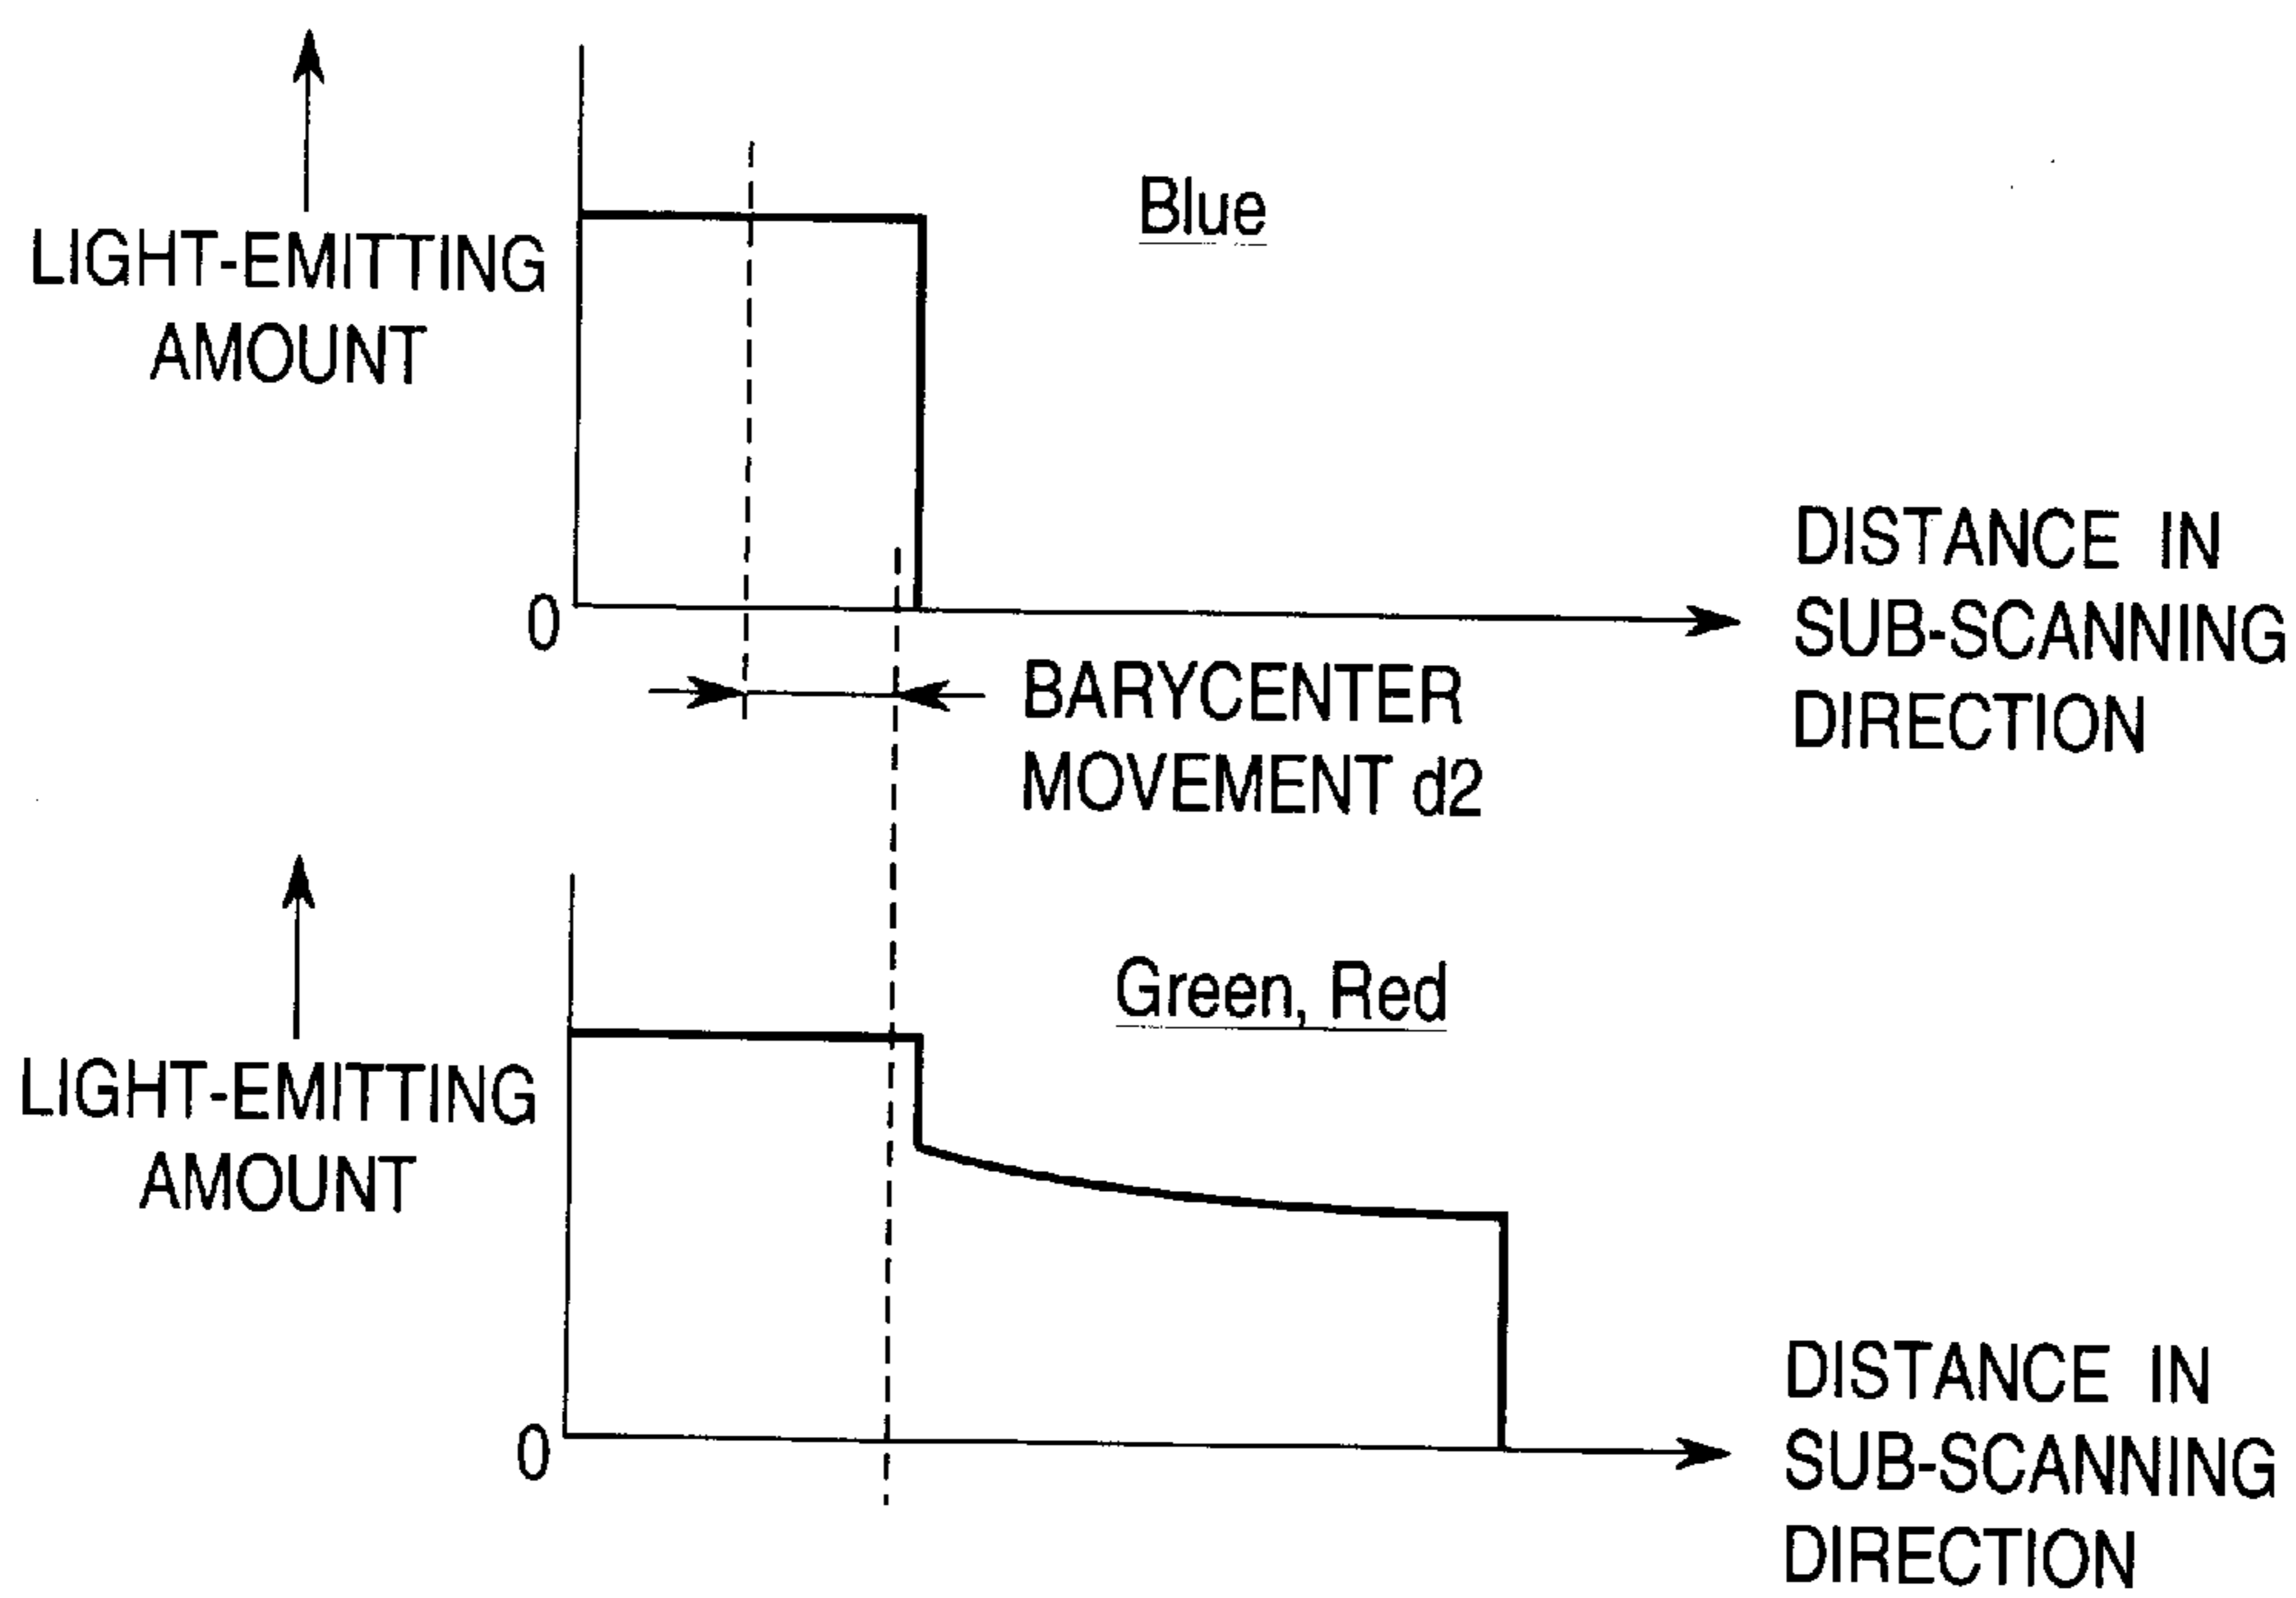 LIGHT-EMITTING
AMOUNT
Blue
0
DISTANCE IN
SUB-SCANNING
DIRECTION
BARYCENTER
MOVEMENT d2
LIGHT-EMITTING
AMOUNT
Green, Red
0
DISTANCE IN
SUB-SCANNING
DIRECTION